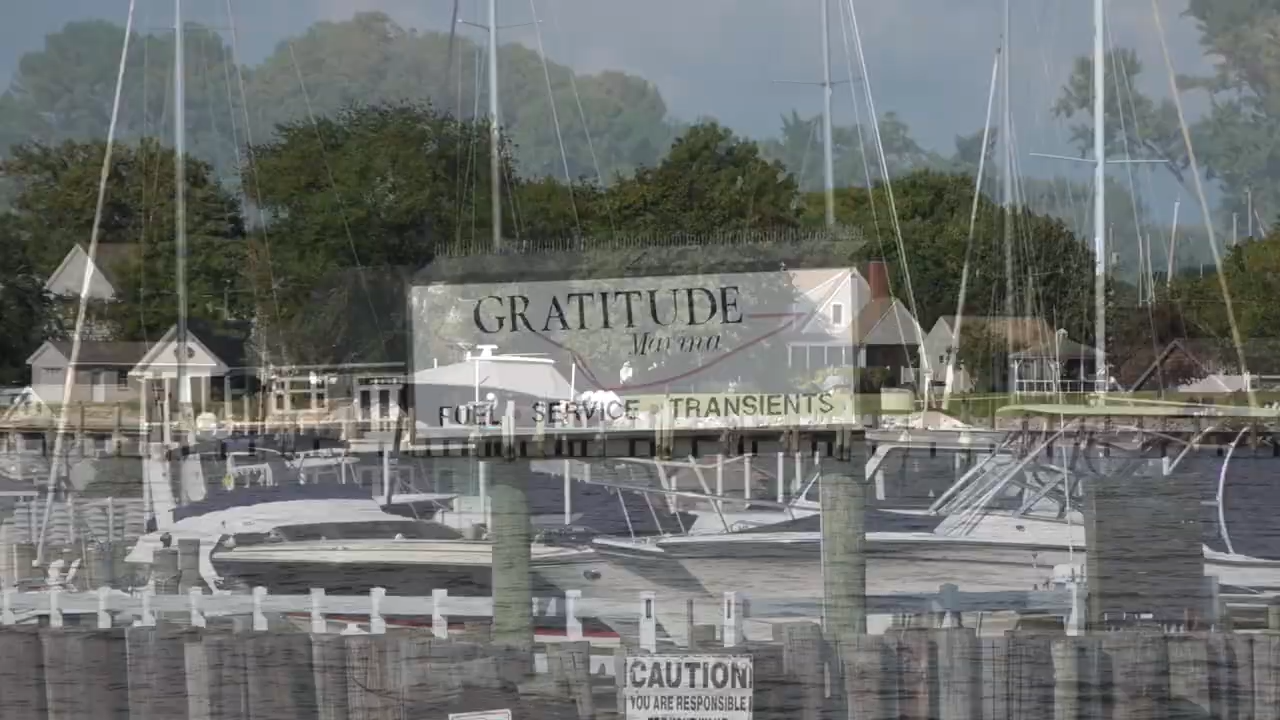 GRATITUDE
Marina
FUEL SERVICE TRANSIENTS
CAUTION
YOU ARE RESPONSIBLE